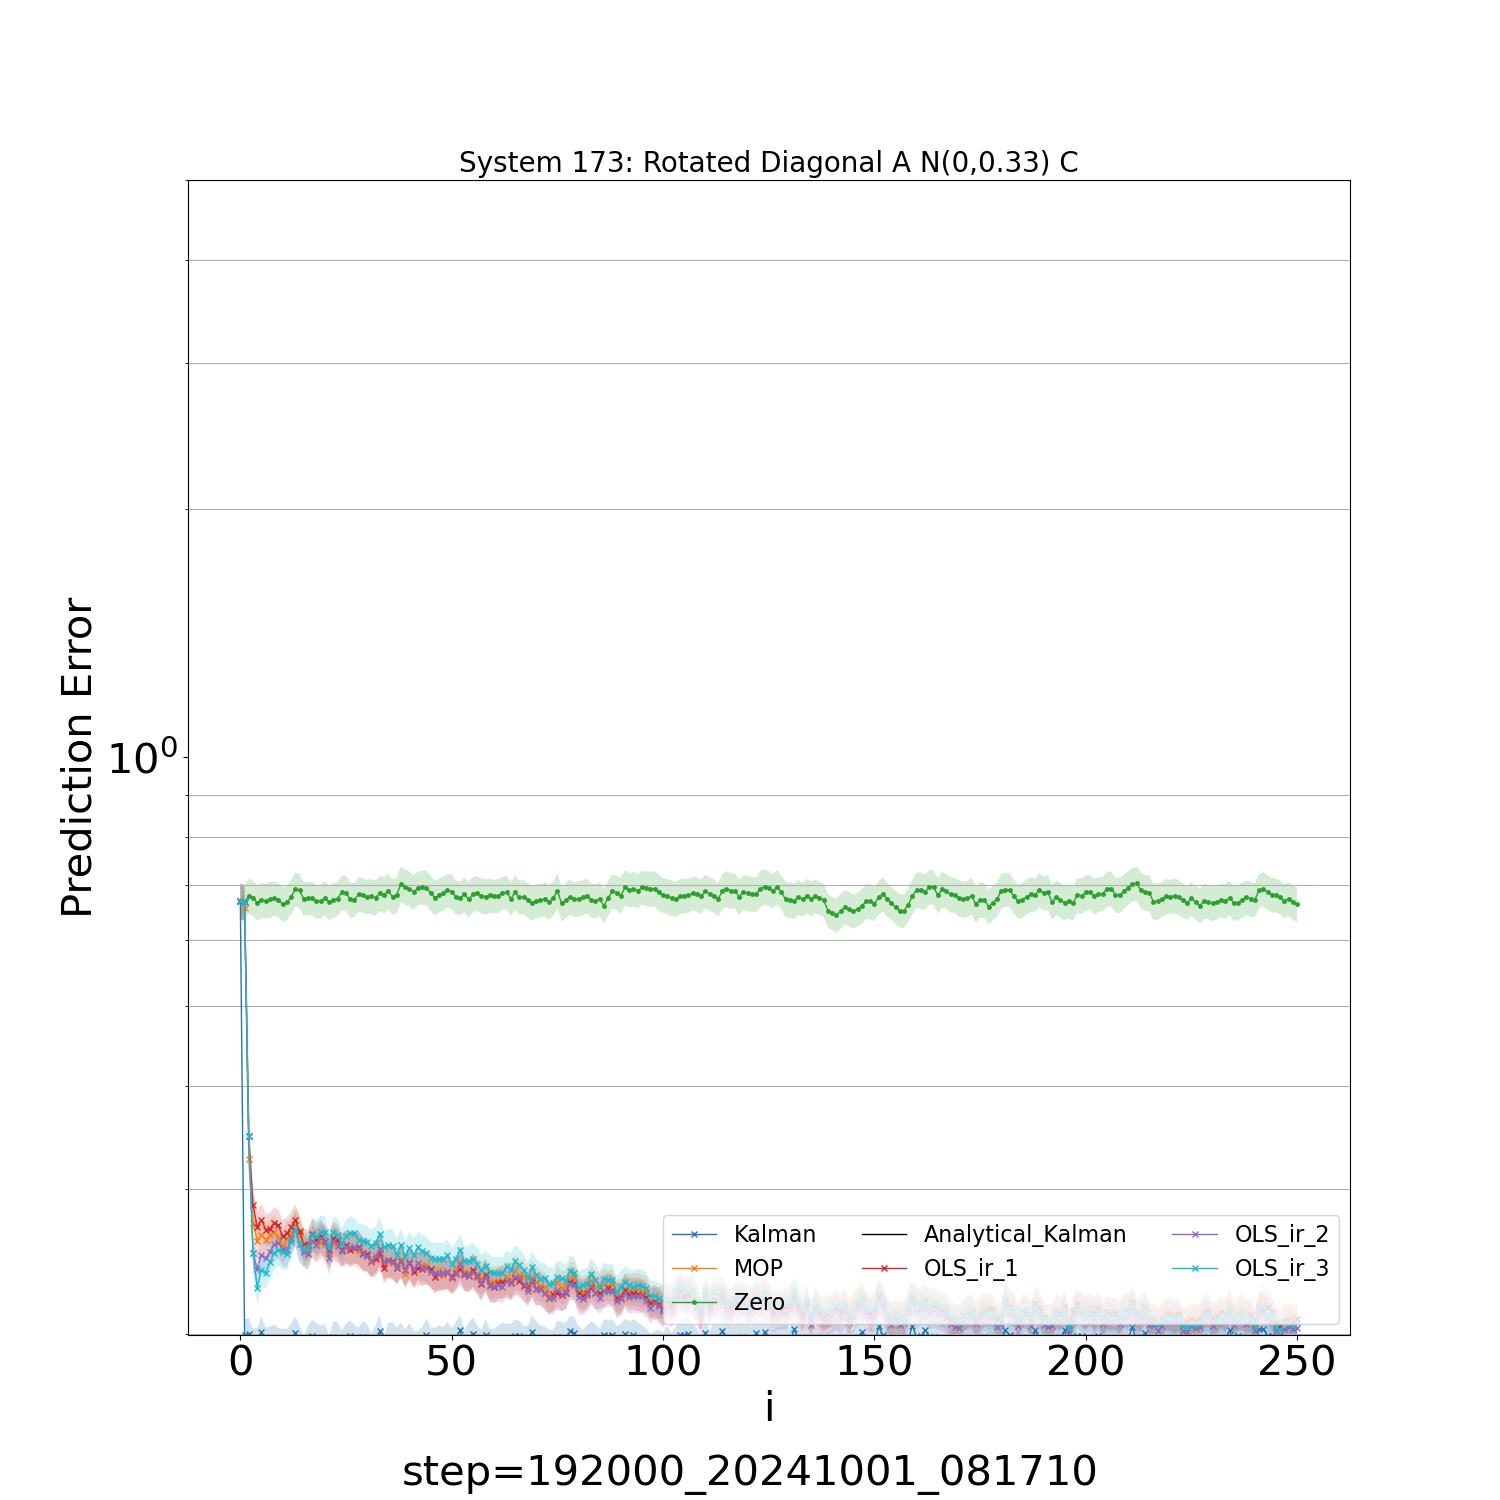 System 173: Rotated Diagonal A N(0,0.33) C
Prediction Error
10⁰
Kalman
MOP
Zero
Analytical_Kalman
OLS_ir_1
OLS_ir_2
OLS_ir_3
0 50 100 150 200 250
i
step=192000_20241001_081710